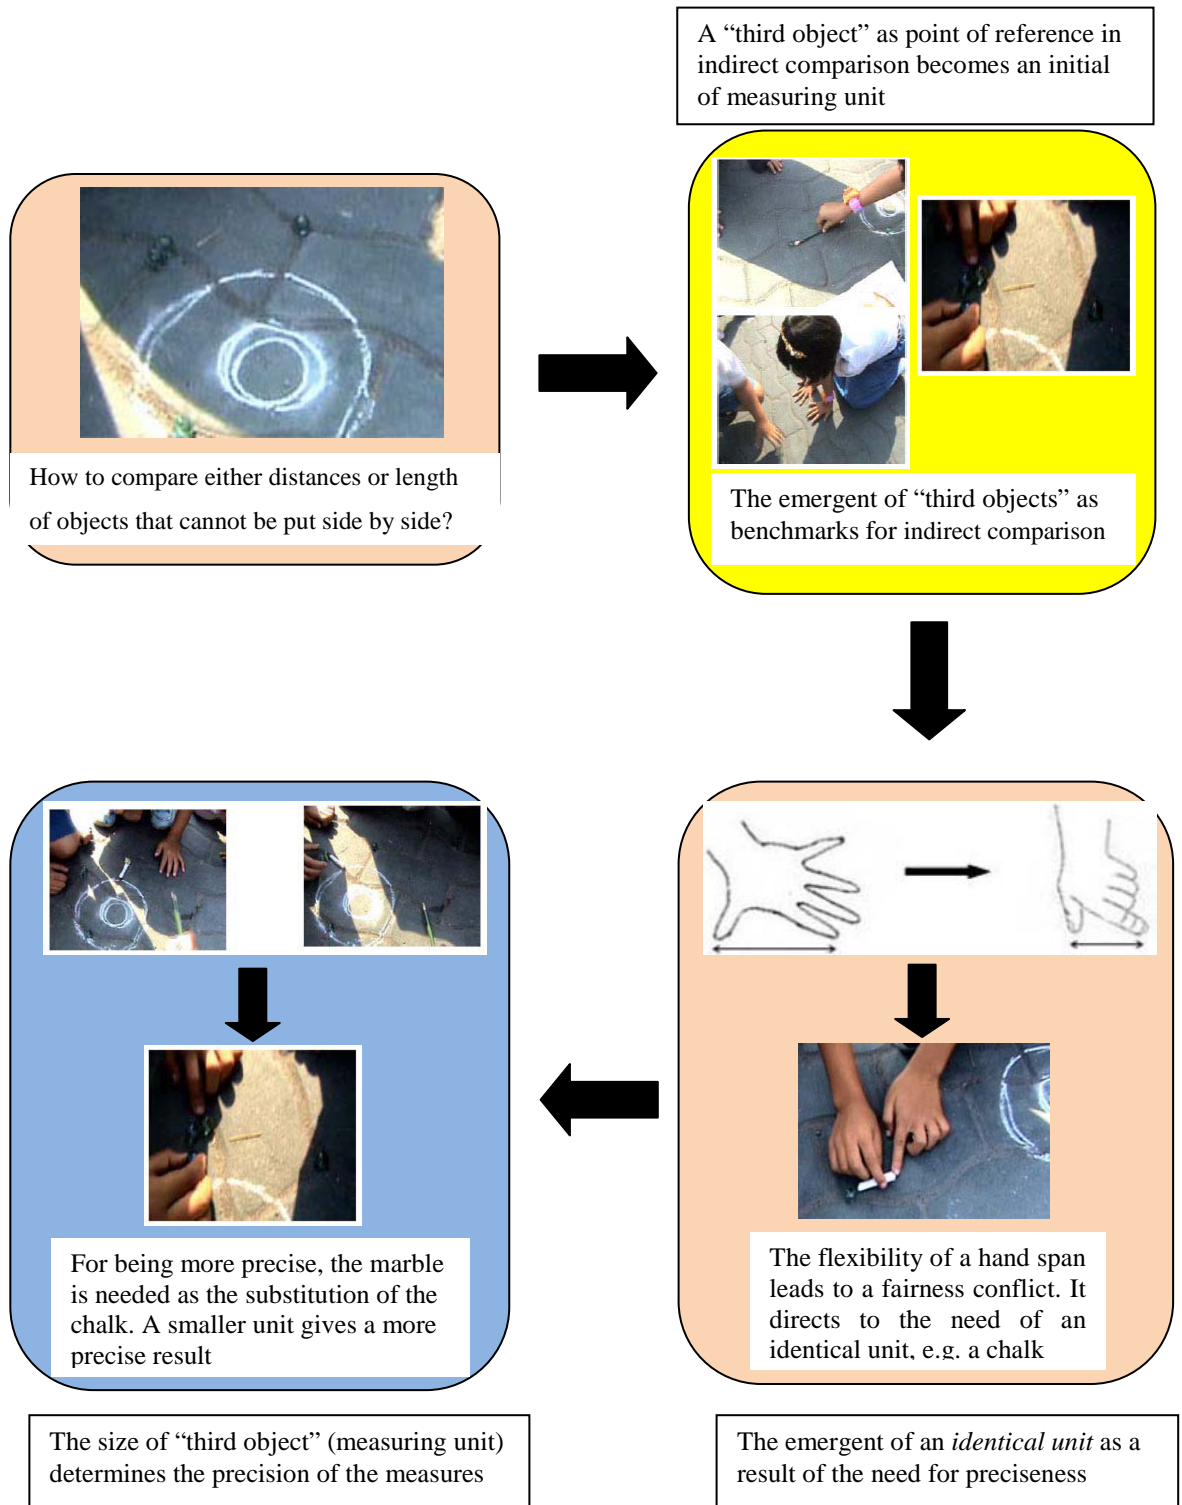 A “third object” as point of reference in
indirect comparison becomes an initial
of measuring unit
How to compare either distances or length
of objects that cannot be put side by side?
The emergent of “third objects” as
benchmarks for indirect comparison
The flexibility of a hand span
leads to a fairness conflict. It
directs to the need of an
identical unit, e.g. a chalk
The emergent of an identical unit as a
result of the need for preciseness
For being more precise, the marble
is needed as the substitution of the
chalk. A smaller unit gives a more
precise result
The size of “third object” (measuring unit)
determines the precision of the measures